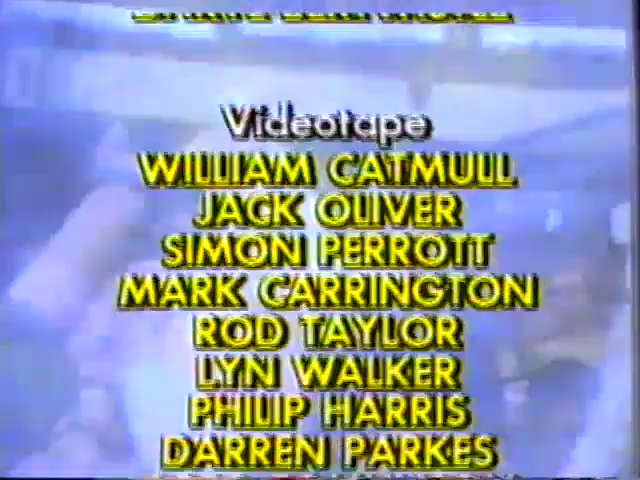 Videotape
WILLIAM CATMULL
JACK OLIVER
SIMON PERROTT
MARK CARRINGTON
ROD TAYLOR
LYN WALKER
PHILIP HARRIS
DARREN PARKES